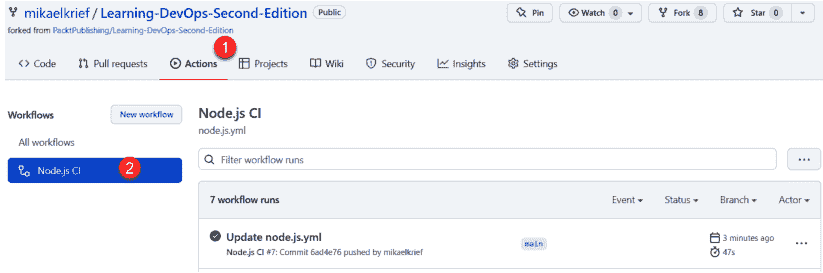 mikaelkrief / Learning-DevOps-Second-Edition Public Pin Watch 0 Fork 8 Star 0
forked from PacktPublishing/Learning-DevOps-Second-Edition
1
Code Pull requests Actions Projects Wiki Security Insights Settings
Workflows New workflow
All workflows
Node.js CI 2
Node.js CI
node.js.yml
Filter workflow runs ...
7 workflow runs Event Status Branch Actor
Update node.js.yml
Node.js CI #7: Commit 6ad4e76 pushed by mikaelkrief
main
3 minutes ago
47s
...